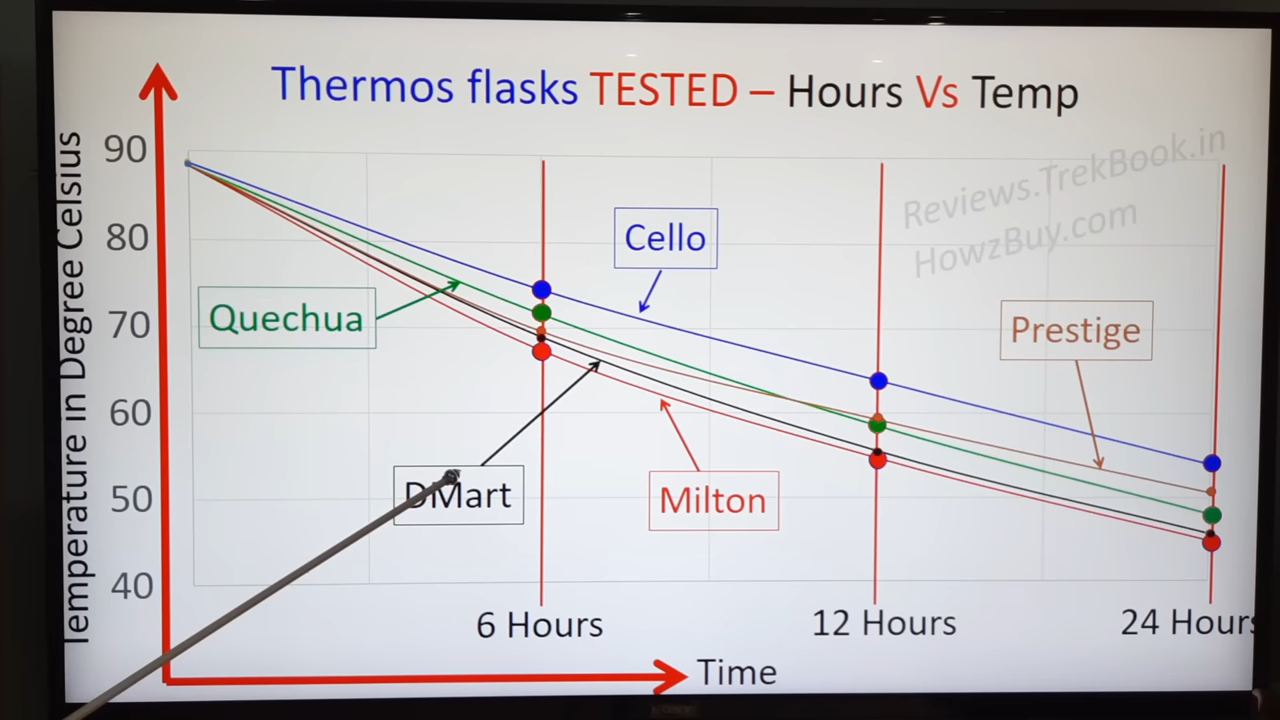 Thermos flasks TESTED – Hours Vs Temp
Temperature in Degree Celsius
90
80
70
60
50
40
Reviews.TrekBook.in
HowzBuy.com
Cello
Quechua
Prestige
DMart
Milton
6 Hours
12 Hours
24 Hours
Time